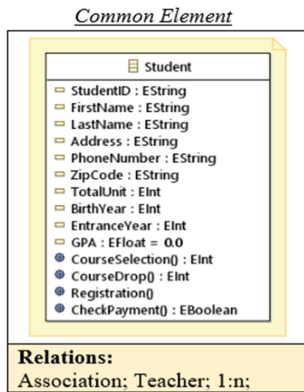 Common Element
Student
StudentID : EString
FirstName : EString
LastName : EString
Address : EString
PhoneNumber : EString
ZipCode : EString
TotalUnit : EInt
BirthYear : EInt
EntranceYear : EInt
GPA : EFloat = 0.0
CourseSelection() : EInt
CourseDrop() : EInt
Registration()
CheckPayment() : EBoolean
Relations:
Association; Teacher; 1:n;